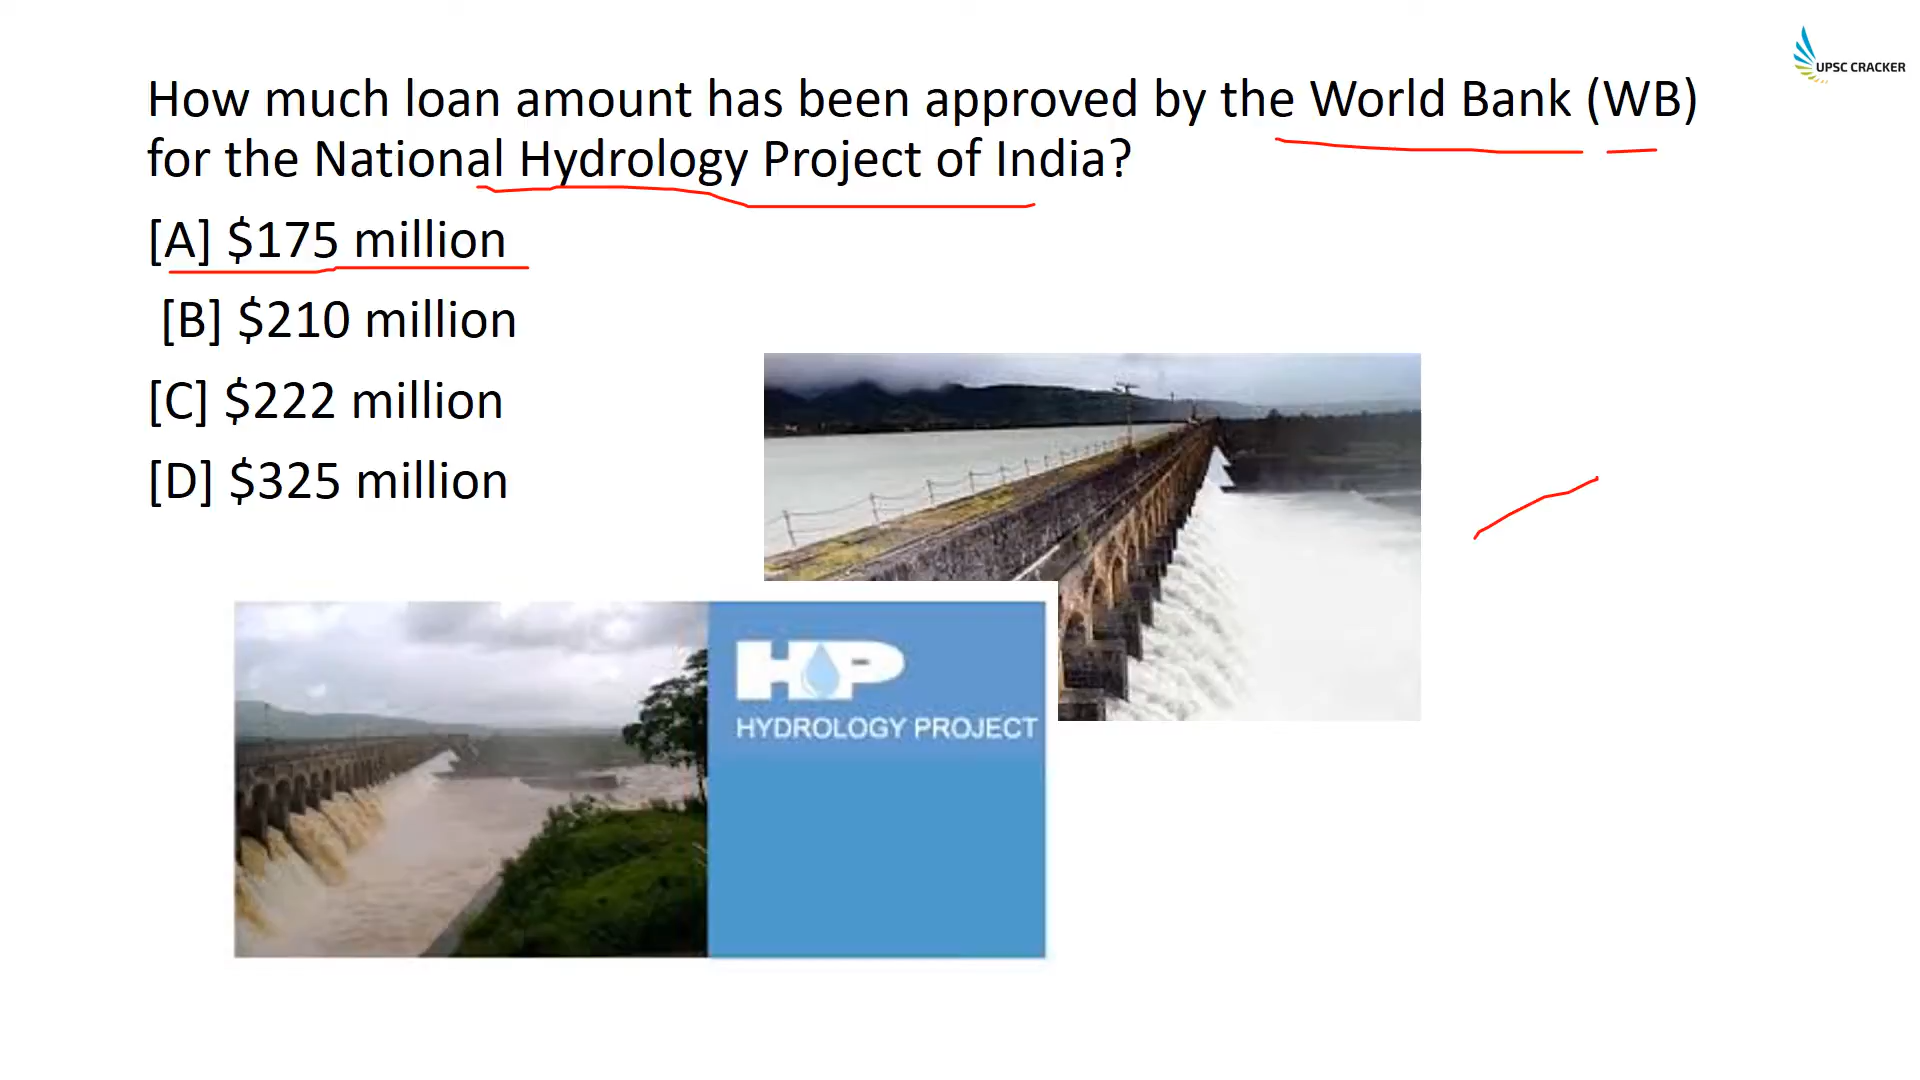 UPSC CRACKER
How much loan amount has been approved by the World Bank (WB)
for the National Hydrology Project of India?
[A] $175 million
[B] $210 million
[C] $222 million
[D] $325 million
HP
HYDROLOGY PROJECT